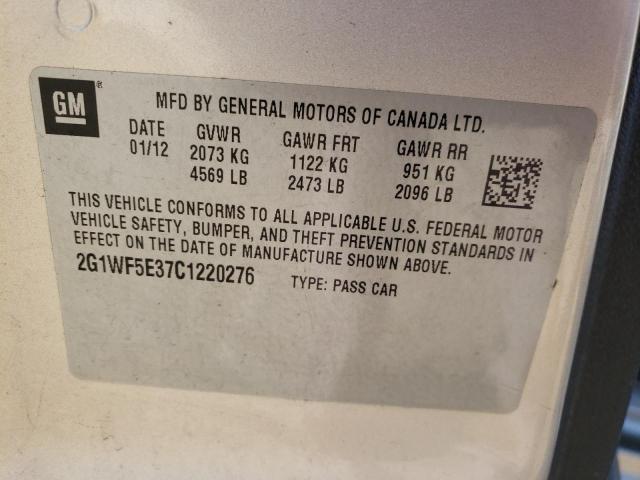 GM®
MFD BY GENERAL MOTORS OF CANADA LTD.
DATE GVWR GAWR FRT GAWR RR
01/12 2073 KG 1122 KG 951 KG
4569 LB 2473 LB 2096 LB
THIS VEHICLE CONFORMS TO ALL APPLICABLE U.S. FEDERAL MOTOR
VEHICLE SAFETY, BUMPER, AND THEFT PREVENTION STANDARDS IN
EFFECT ON THE DATE OF MANUFACTURE SHOWN ABOVE.
2G1WF5E37C1220276 TYPE: PASS CAR